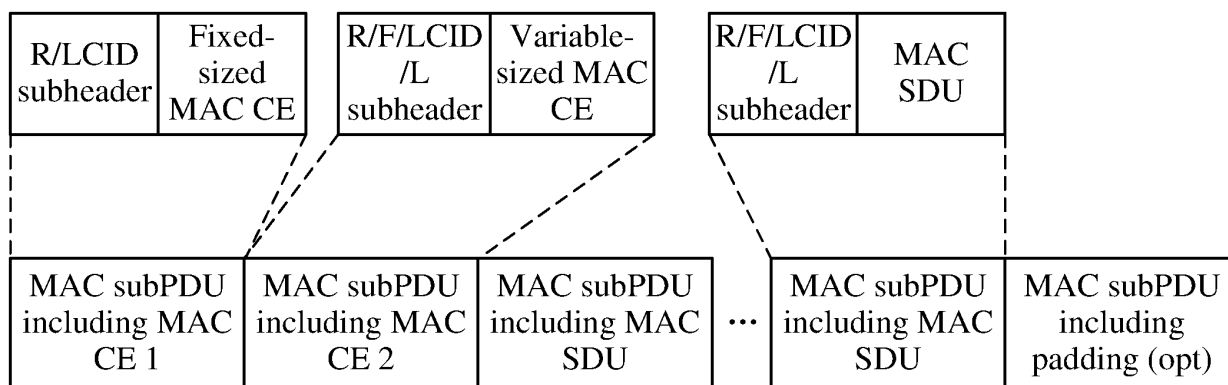 R/LCID
subheader
Fixed-
sized
MAC CE
R/F/LCID
/L
subheader
Variable-
sized MAC
CE
R/F/LCID
/L
subheader
MAC
SDU
MAC subPDU
including MAC
CE 1
MAC subPDU
including MAC
CE 2
MAC subPDU
including MAC
SDU
...
MAC subPDU
including MAC
SDU
MAC subPDU
including
padding (opt)